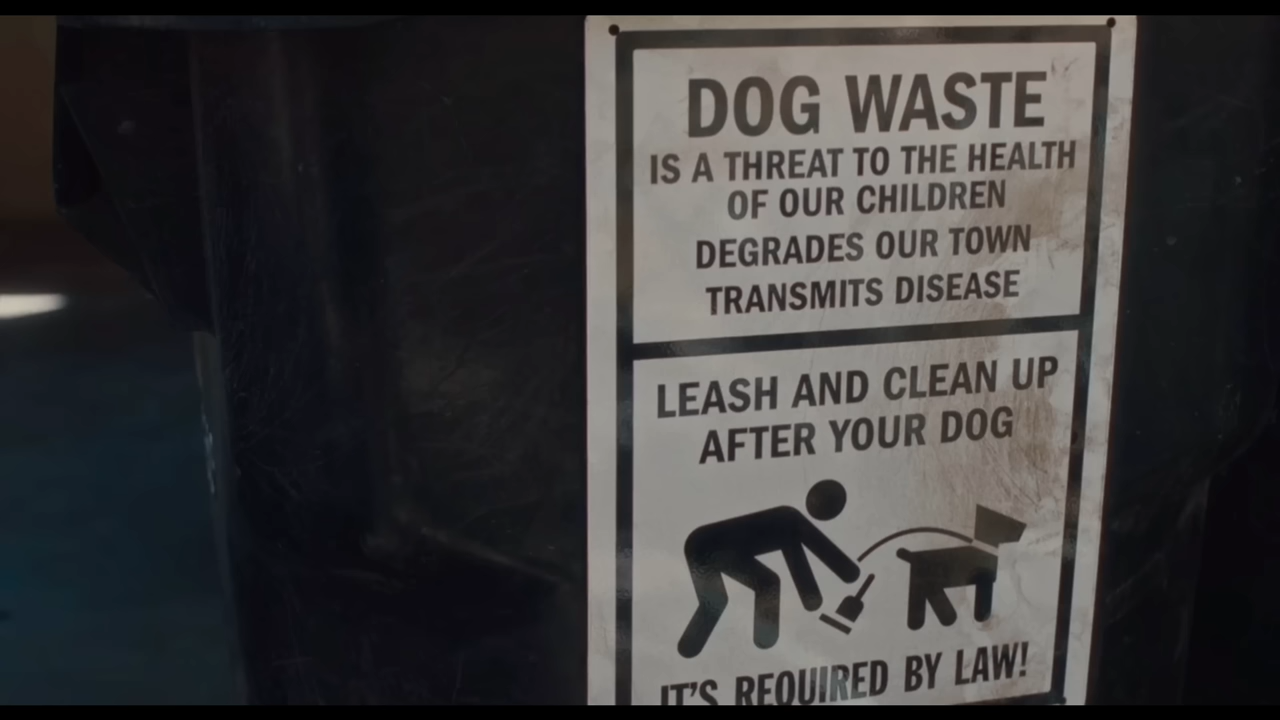 DOG WASTE
IS A THREAT TO THE HEALTH
OF OUR CHILDREN
DEGRADES OUR TOWN
TRANSMITS DISEASE
LEASH AND CLEAN UP
AFTER YOUR DOG
IT'S REQUIRED BY LAW!